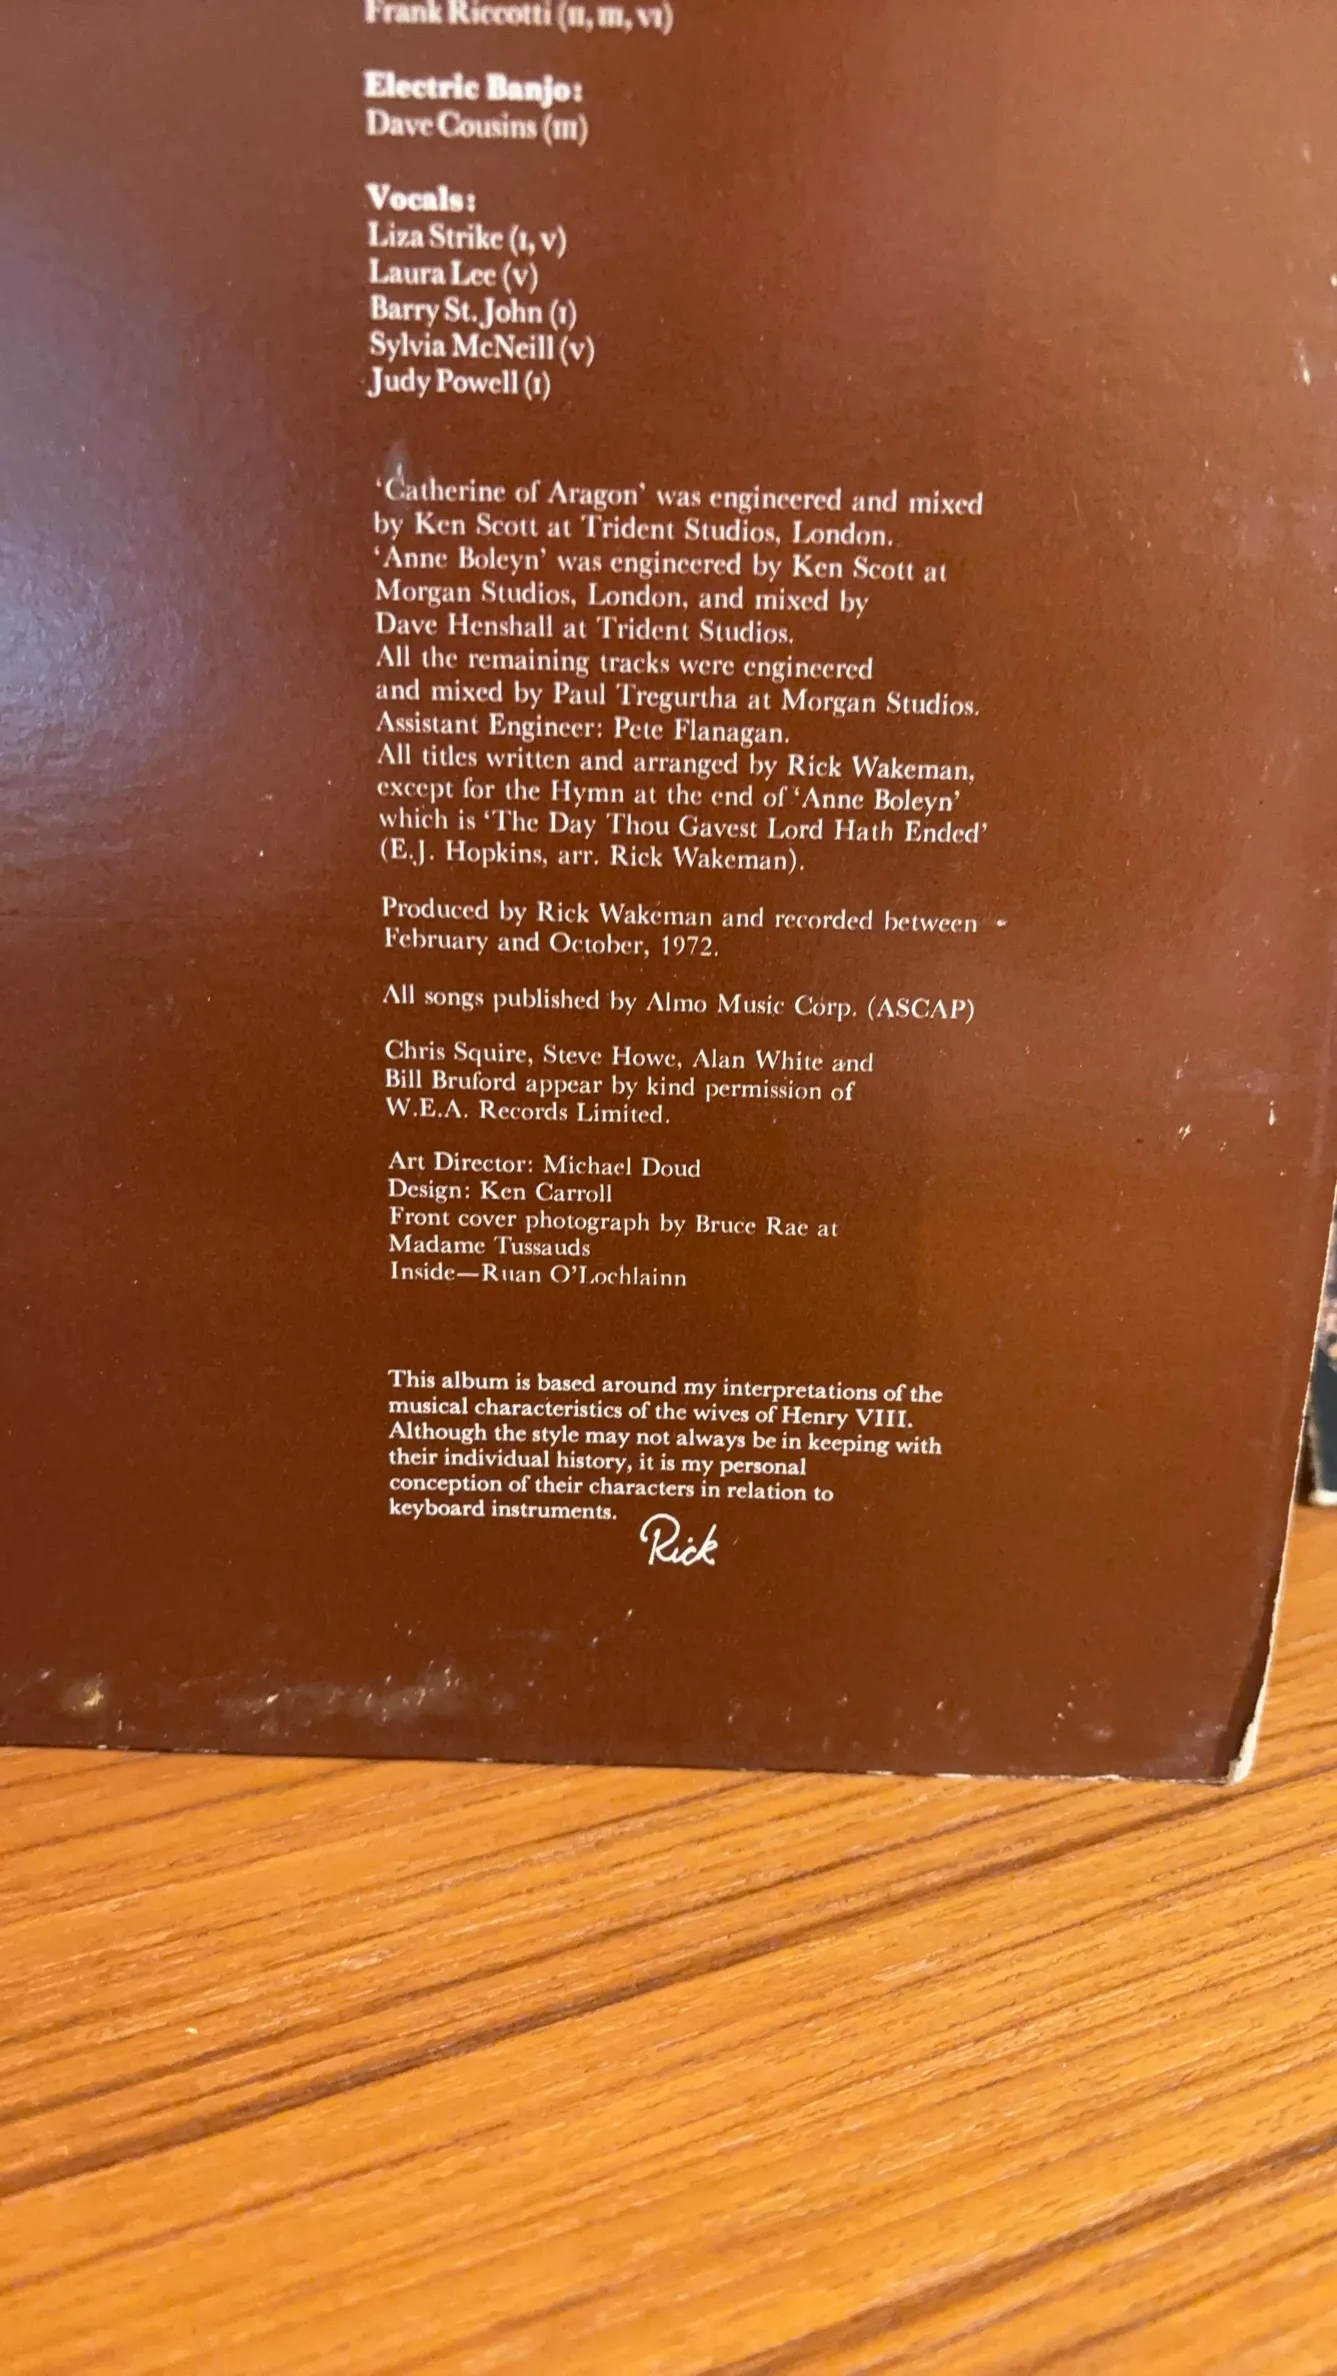 Frank Riccotti (II, III, VI)
Electric Banjo:
Dave Cousins (III)
Vocals:
Liza Strike (I, V)
Laura Lee (V)
Barry St. John (I)
Sylvia McNeill (V)
Judy Powell (I)
‘Catherine of Aragon’ was engineered and mixed
by Ken Scott at Trident Studios, London.
‘Anne Boleyn’ was engineered by Ken Scott at
Morgan Studios, London, and mixed by
Dave Henshall at Trident Studios.
All the remaining tracks were engineered
and mixed by Paul Tregurtha at Morgan Studios.
Assistant Engineer: Pete Flanagan.
All titles written and arranged by Rick Wakeman,
except for the Hymn at the end of ‘Anne Boleyn’
which is ‘The Day Thou Gavest Lord Hath Ended’
(E.J. Hopkins, arr. Rick Wakeman).
Produced by Rick Wakeman and recorded between
February and October, 1972.
All songs published by Almo Music Corp. (ASCAP)
Chris Squire, Steve Howe, Alan White and
Bill Bruford appear by kind permission of
W.E.A. Records Limited.
Art Director: Michael Doud
Design: Ken Carroll
Front cover photograph by Bruce Rae at
Madame Tussauds
Inside—Ruan O’Lochlainn
This album is based around my interpretations of the
musical characteristics of the wives of Henry VIII.
Although the style may not always be in keeping with
their individual history, it is my personal
conception of their characters in relation to
keyboard instruments.
Rick